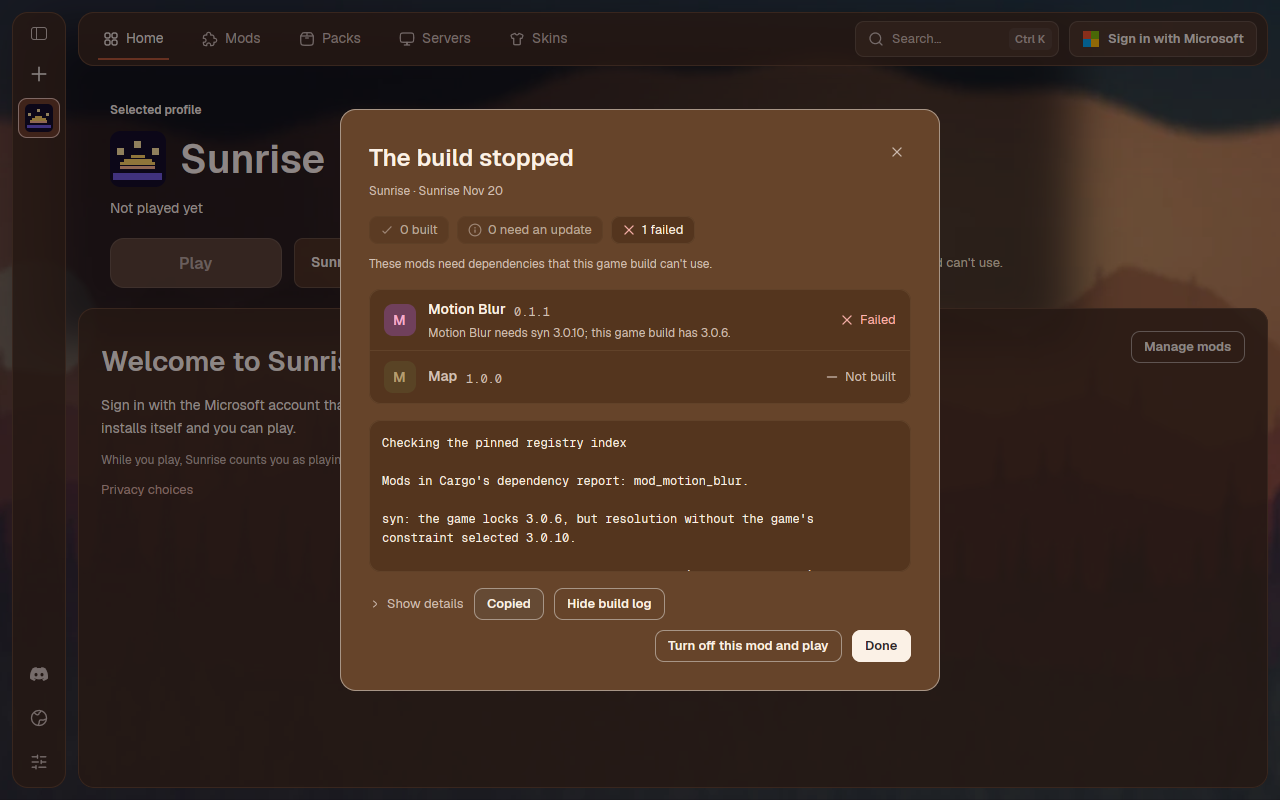 Home
Mods
Packs
Servers
Skins
Search...
Ctrl K
Sign in with Microsoft
Selected profile
Sunrise
Not played yet
Play
Sunr
d can't use.
Welcome to Sunris
Manage mods
Sign in with the Microsoft account tha
installs itself and you can play.
While you play, Sunrise counts you as playin
Privacy choices
The build stopped
Sunrise · Sunrise Nov 20
0 built
0 need an update
1 failed
These mods need dependencies that this game build can't use.
M
Motion Blur 0.1.1
Motion Blur needs syn 3.0.10; this game build has 3.0.6.
Failed
M
Map 1.0.0
Not built
Checking the pinned registry index
Mods in Cargo's dependency report: mod_motion_blur.
syn: the game locks 3.0.6, but resolution without the game's
constraint selected 3.0.10.
Show details
Copied
Hide build log
Turn off this mod and play
Done